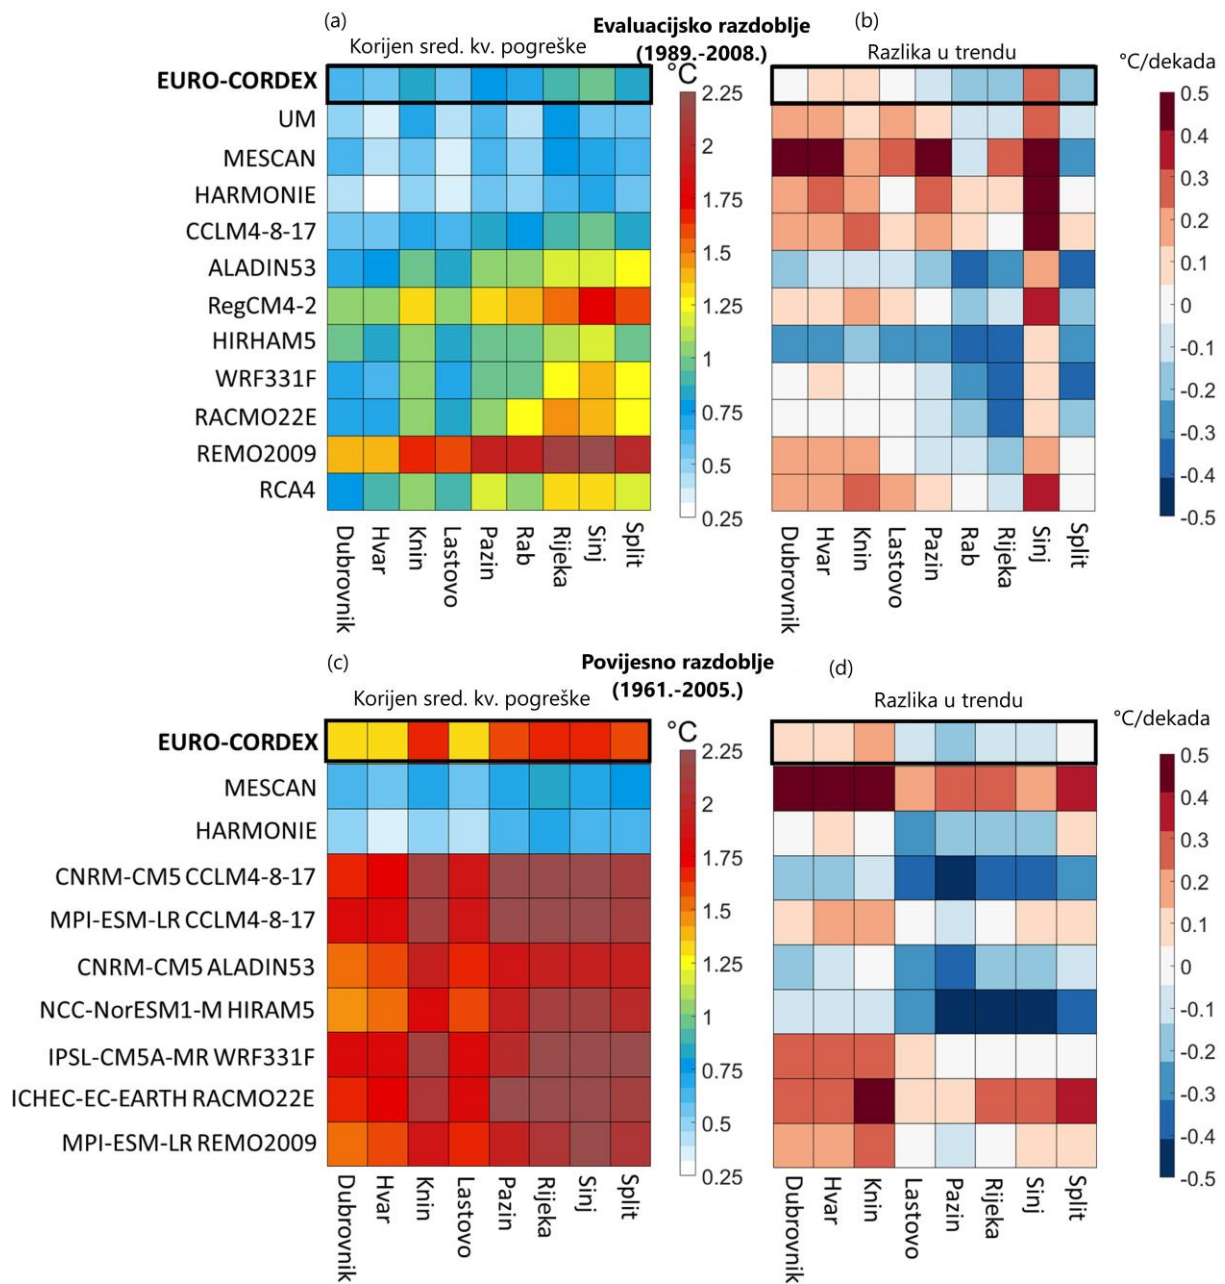 (a)
Evaluacijsko razdoblje
(1989.-2008.)
(b)
Korijen sred. kv. pogreške
Razlika u trendu
°C
°C/dekada
EURO-CORDEX
UM
MESCAN
HARMONIE
CCLM4-8-17
ALADIN53
RegCM4-2
HIRHAM5
WRF331F
RACMO22E
REMO2009
RCA4
2.25
2
1.75
1.5
1.25
1
0.75
0.5
0.25
0.5
0.4
0.3
0.2
0.1
0
-0.1
-0.2
-0.3
-0.4
-0.5
Dubrovnik
Hvar
Knin
Lastovo
Pazin
Rab
Rijeka
Sinj
Split
Dubrovnik
Hvar
Knin
Lastovo
Pazin
Rab
Rijeka
Sinj
Split
(c)
Povijesno razdoblje
(1961.-2005.)
(d)
Korijen sred. kv. pogreške
Razlika u trendu
°C
°C/dekada
EURO-CORDEX
MESCAN
HARMONIE
CNRM-CM5 CCLM4-8-17
MPI-ESM-LR CCLM4-8-17
CNRM-CM5 ALADIN53
NCC-NorESM1-M HIRAM5
IPSL-CM5A-MR WRF331F
ICHEC-EC-EARTH RACMO22E
MPI-ESM-LR REMO2009
2.25
2
1.75
1.5
1.25
1
0.75
0.5
0.25
0.5
0.4
0.3
0.2
0.1
0
-0.1
-0.2
-0.3
-0.4
-0.5
Dubrovnik
Hvar
Knin
Lastovo
Pazin
Rijeka
Sinj
Split
Dubrovnik
Hvar
Knin
Lastovo
Pazin
Rijeka
Sinj
Split